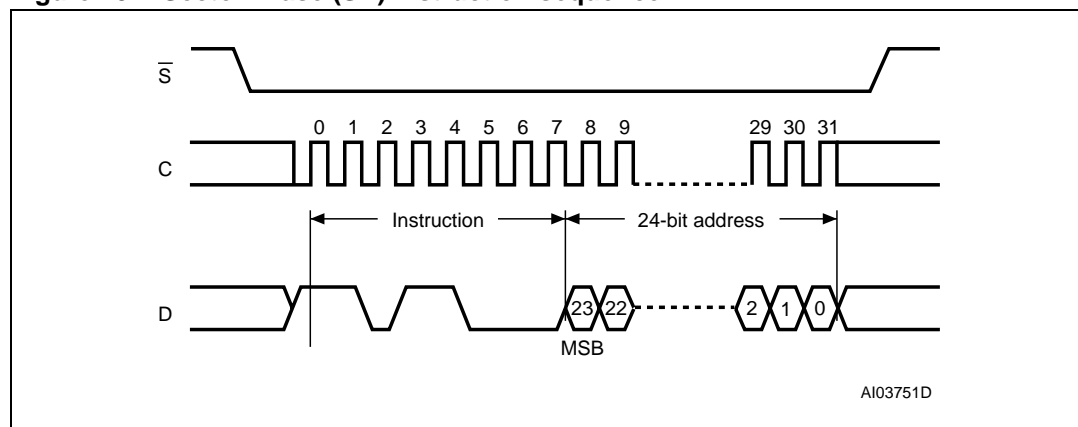 S
0 1 2 3 4 5 6 7 8 9 29 30 31
C
Instruction 24-bit address
D
23 22 2 1 0
MSB
AI03751D